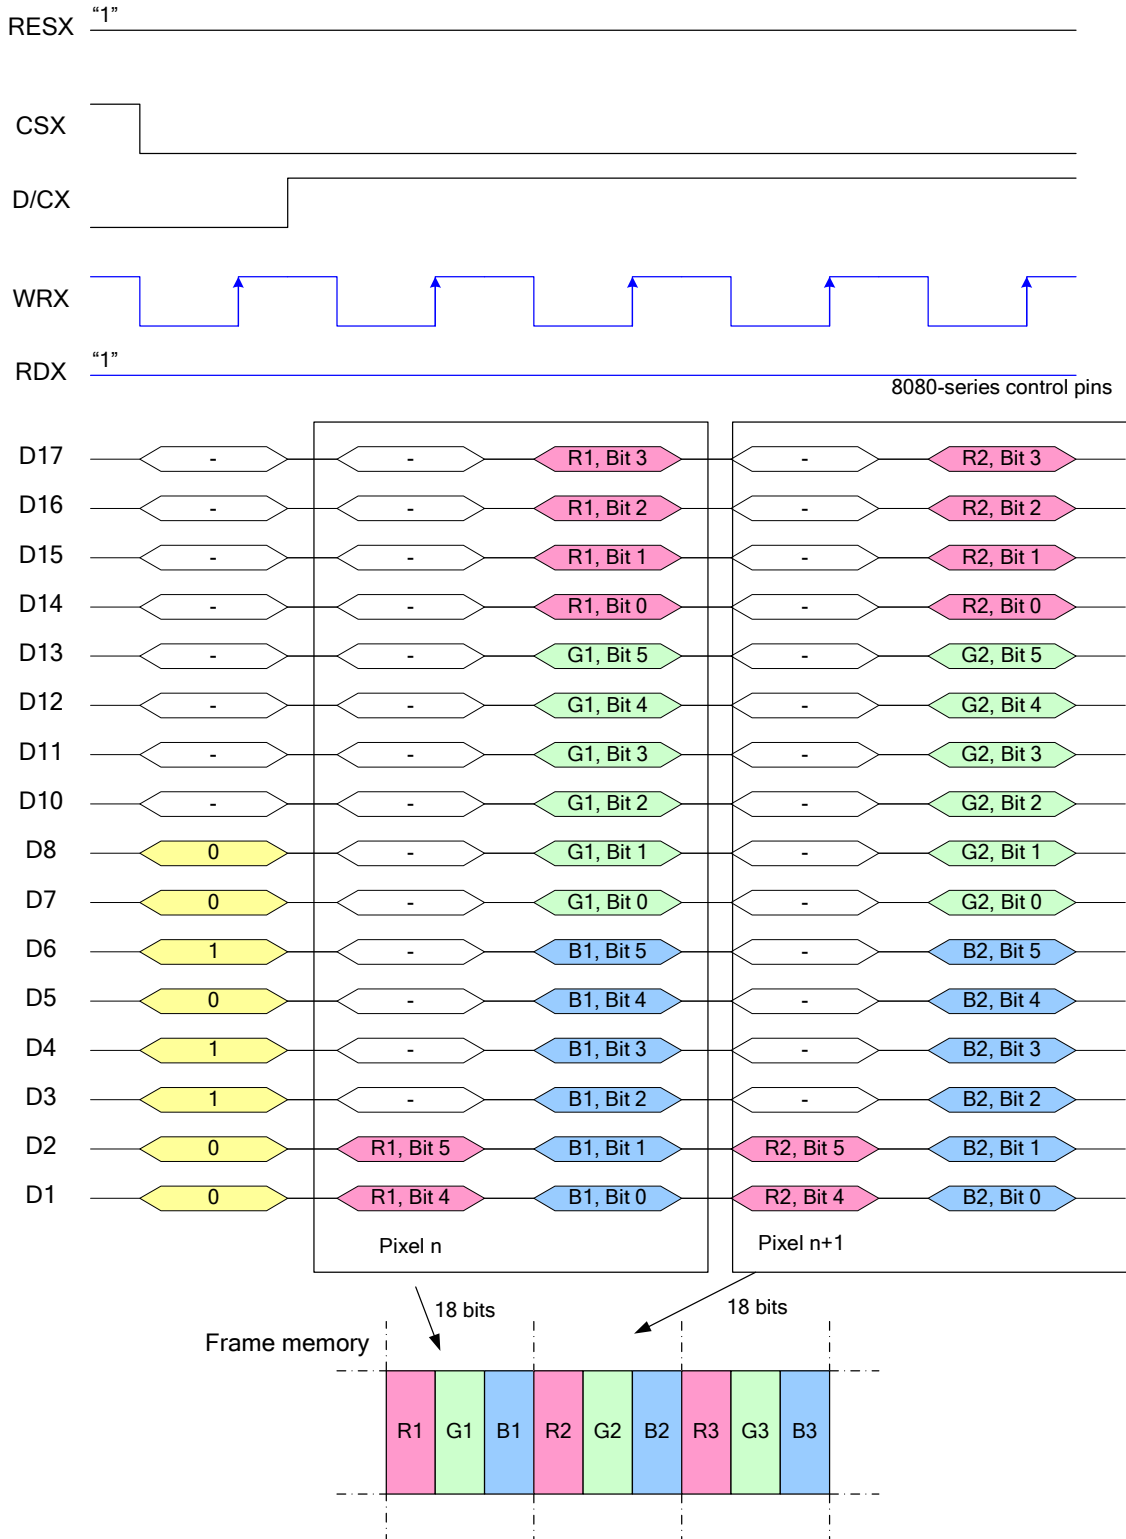 RESX "1"
CSX
D/CX
WRX
RDX "1"
8080-series control pins
D17 - - R1, Bit 3 - R2, Bit 3
D16 - - R1, Bit 2 - R2, Bit 2
D15 - - R1, Bit 1 - R2, Bit 1
D14 - - R1, Bit 0 - R2, Bit 0
D13 - - G1, Bit 5 - G2, Bit 5
D12 - - G1, Bit 4 - G2, Bit 4
D11 - - G1, Bit 3 - G2, Bit 3
D10 - - G1, Bit 2 - G2, Bit 2
D8 0 - G1, Bit 1 - G2, Bit 1
D7 0 - G1, Bit 0 - G2, Bit 0
D6 1 - B1, Bit 5 - B2, Bit 5
D5 0 - B1, Bit 4 - B2, Bit 4
D4 1 - B1, Bit 3 - B2, Bit 3
D3 1 - B1, Bit 2 - B2, Bit 2
D2 0 R1, Bit 5 B1, Bit 1 R2, Bit 5 B2, Bit 1
D1 0 R1, Bit 4 B1, Bit 0 R2, Bit 4 B2, Bit 0
Pixel n Pixel n+1
18 bits 18 bits
Frame memory
R1 G1 B1 R2 G2 B2 R3 G3 B3